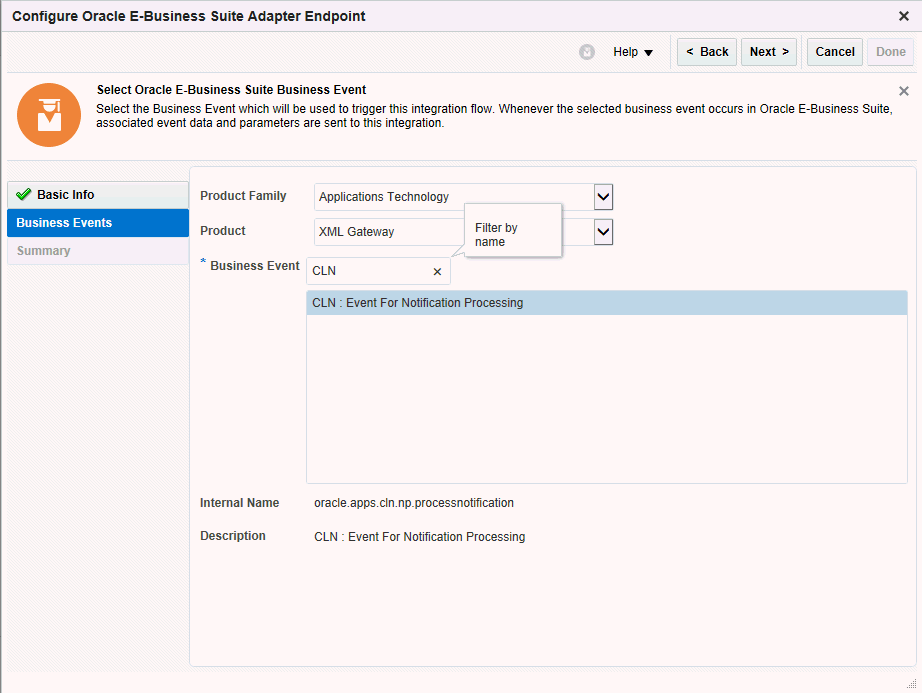 Configure Oracle E-Business Suite Adapter Endpoint
Help
< Back
Next >
Cancel
Done
Select Oracle E-Business Suite Business Event
Select the Business Event which will be used to trigger this integration flow. Whenever the selected business event occurs in Oracle E-Business Suite,
associated event data and parameters are sent to this integration.
Basic Info
Business Events
Summary
Product Family
Applications Technology
Product
XML Gateway
Filter by
name
* Business Event
CLN
CLN : Event For Notification Processing
Internal Name
oracle.apps.cln.np.processnotification
Description
CLN : Event For Notification Processing